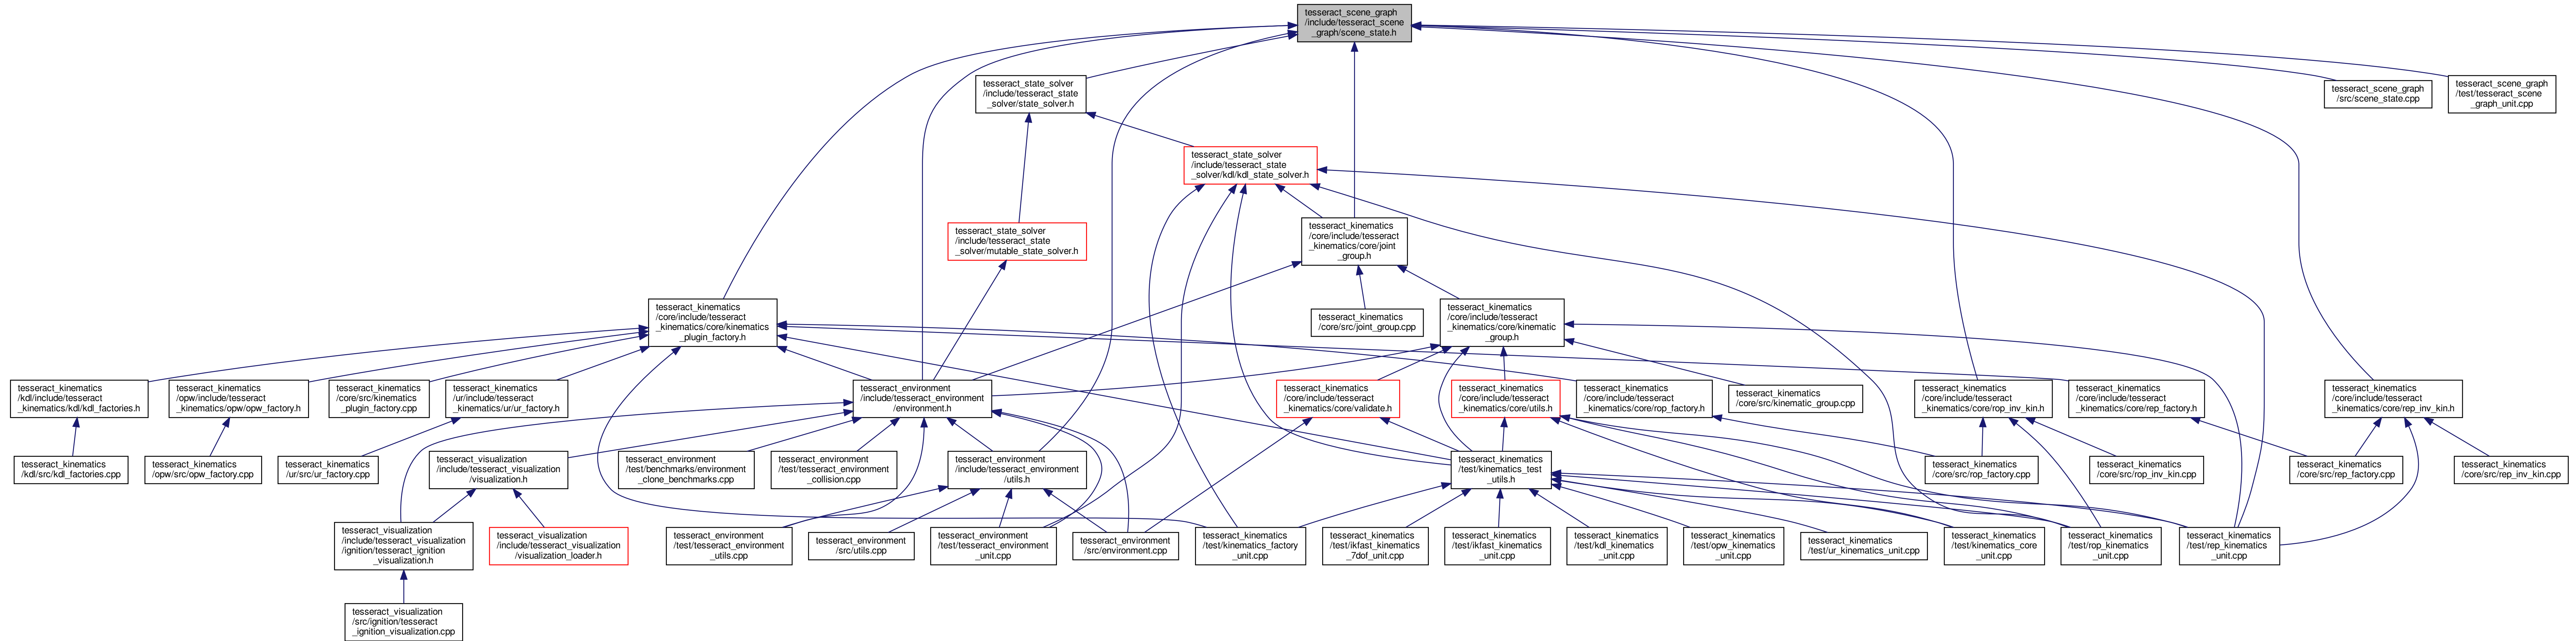 tesseract_scene_graph
/include/tesseract_scene
_graph/scene_state.h
tesseract_state_solver
/include/tesseract_state
_solver/state_solver.h
tesseract_scene_graph
/src/scene_state.cpp
tesseract_scene_graph
/test/tesseract_scene
_graph_unit.cpp
tesseract_state_solver
/include/tesseract_state
_solver/kdl/kdl_state_solver.h
tesseract_state_solver
/include/tesseract_state
_solver/mutable_state_solver.h
tesseract_kinematics
/core/include/tesseract
_kinematics/core/joint
_group.h
tesseract_kinematics
/core/include/tesseract
_kinematics/core/kinematics
_plugin_factory.h
tesseract_kinematics
/core/src/joint_group.cpp
tesseract_kinematics
/core/include/tesseract
_kinematics/core/kinematic
_group.h
tesseract_kinematics
/kdl/include/tesseract
_kinematics/kdl/kdl_factories.h
tesseract_kinematics
/opw/include/tesseract
_kinematics/opw/opw_factory.h
tesseract_kinematics
/core/src/kinematics
_plugin_factory.cpp
tesseract_kinematics
/ur/include/tesseract
_kinematics/ur/ur_factory.h
tesseract_environment
/include/tesseract_environment
/environment.h
tesseract_kinematics
/core/include/tesseract
_kinematics/core/validate.h
tesseract_kinematics
/core/include/tesseract
_kinematics/core/utils.h
tesseract_kinematics
/core/include/tesseract
_kinematics/core/rop_factory.h
tesseract_kinematics
/core/src/kinematic_group.cpp
tesseract_kinematics
/core/include/tesseract
_kinematics/core/rop_inv_kin.h
tesseract_kinematics
/core/include/tesseract
_kinematics/core/rep_factory.h
tesseract_kinematics
/core/include/tesseract
_kinematics/core/rep_inv_kin.h
tesseract_kinematics
/kdl/src/kdl_factories.cpp
tesseract_kinematics
/opw/src/opw_factory.cpp
tesseract_kinematics
/ur/src/ur_factory.cpp
tesseract_visualization
/include/tesseract_visualization
/visualization.h
tesseract_environment
/test/benchmarks/environment
_clone_benchmarks.cpp
tesseract_environment
/test/tesseract_environment
_collision.cpp
tesseract_environment
/include/tesseract_environment
/utils.h
tesseract_kinematics
/test/kinematics_test
_utils.h
tesseract_kinematics
/core/src/rop_factory.cpp
tesseract_kinematics
/core/src/rop_inv_kin.cpp
tesseract_kinematics
/core/src/rep_factory.cpp
tesseract_kinematics
/core/src/rep_inv_kin.cpp
tesseract_visualization
/include/tesseract_visualization
/ignition/tesseract_ignition
_visualization.h
tesseract_visualization
/include/tesseract_visualization
/visualization_loader.h
tesseract_environment
/test/tesseract_environment
_utils.cpp
tesseract_environment
/src/utils.cpp
tesseract_environment
/test/tesseract_environment
_unit.cpp
tesseract_environment
/src/environment.cpp
tesseract_kinematics
/test/kinematics_factory
_unit.cpp
tesseract_kinematics
/test/ikfast_kinematics
_7dof_unit.cpp
tesseract_kinematics
/test/ikfast_kinematics
_unit.cpp
tesseract_kinematics
/test/kdl_kinematics
_unit.cpp
tesseract_kinematics
/test/opw_kinematics
_unit.cpp
tesseract_kinematics
/test/ur_kinematics_unit.cpp
tesseract_kinematics
/test/kinematics_core
_unit.cpp
tesseract_kinematics
/test/rop_kinematics
_unit.cpp
tesseract_kinematics
/test/rep_kinematics
_unit.cpp
tesseract_visualization
/src/ignition/tesseract
_ignition_visualization.cpp